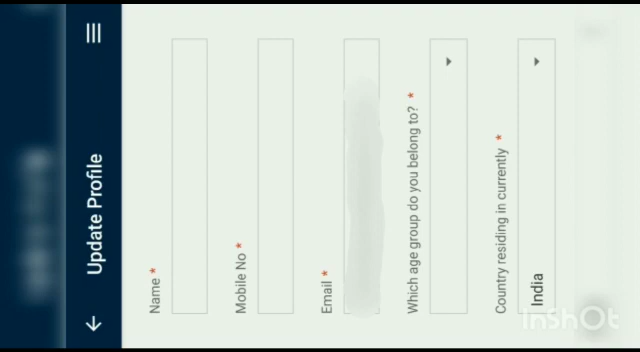 Update Profile
Name *
Mobile No *
Email *
Which age group do you belong to? *
Country residing in currently *
India
InShOt